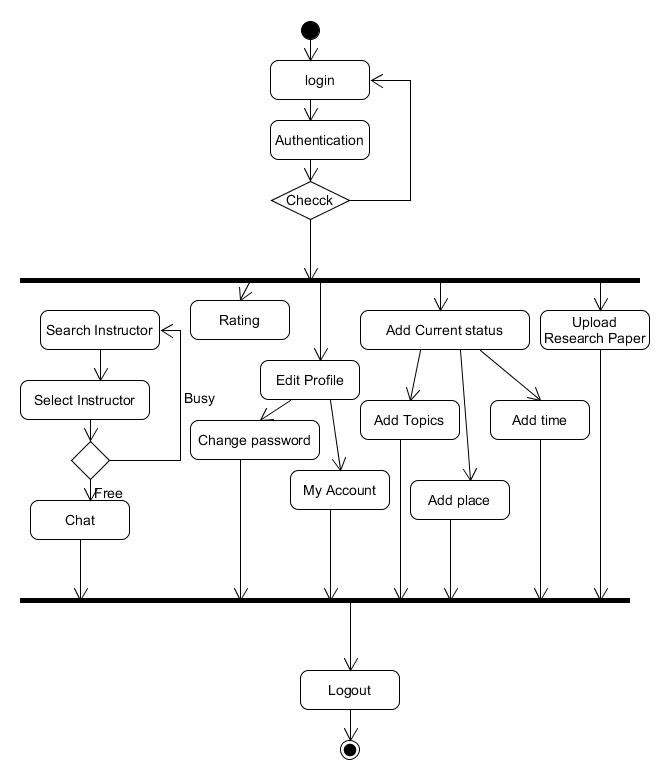 login
Authentication
Checck
Rating
Search Instructor
Add Current status
Upload
Research Paper
Edit Profile
Select Instructor
Busy
Change password
Add Topics
Add time
My Account
Free
Add place
Chat
Logout